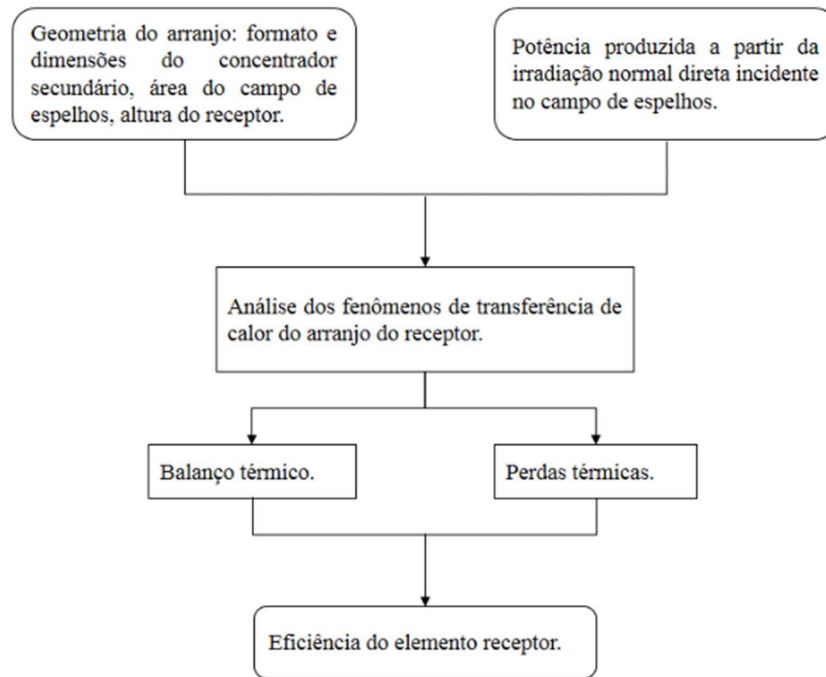 Geometria do arranjo: formato e
dimensões do concentrador
secundário, área do campo de
espelhos, altura do receptor.
Potência produzida a partir da
irradiação normal direta incidente
no campo de espelhos.
Análise dos fenômenos de transferência de
calor do arranjo do receptor.
Balanço térmico.
Perdas térmicas.
Eficiência do elemento receptor.